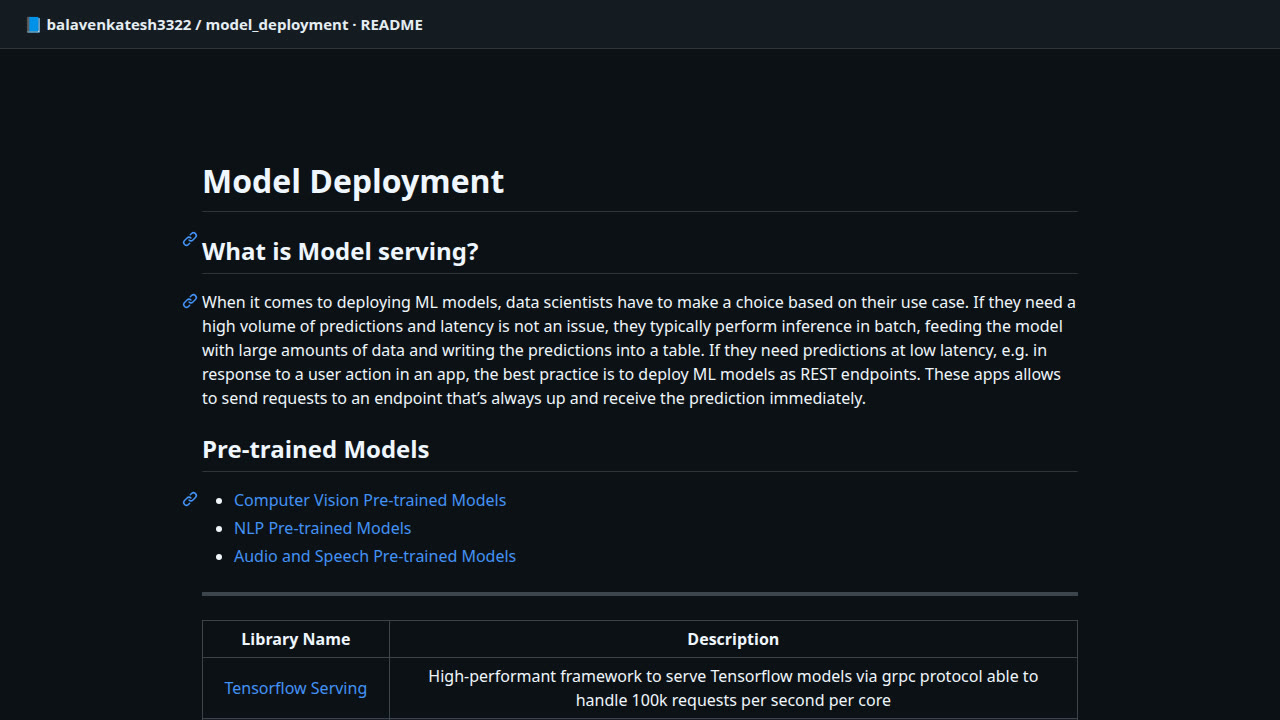 balavenkatesh3322 / model_deployment · README
Model Deployment
What is Model serving?
When it comes to deploying ML models, data scientists have to make a choice based on their use case. If they need a
high volume of predictions and latency is not an issue, they typically perform inference in batch, feeding the model
with large amounts of data and writing the predictions into a table. If they need predictions at low latency, e.g. in
response to a user action in an app, the best practice is to deploy ML models as REST endpoints. These apps allows
to send requests to an endpoint that’s always up and receive the prediction immediately.
Pre-trained Models
Computer Vision Pre-trained Models
NLP Pre-trained Models
Audio and Speech Pre-trained Models
Library Name Description
High-performant framework to serve Tensorflow models via grpc protocol able to
Tensorflow Serving
handle 100k requests per second per core